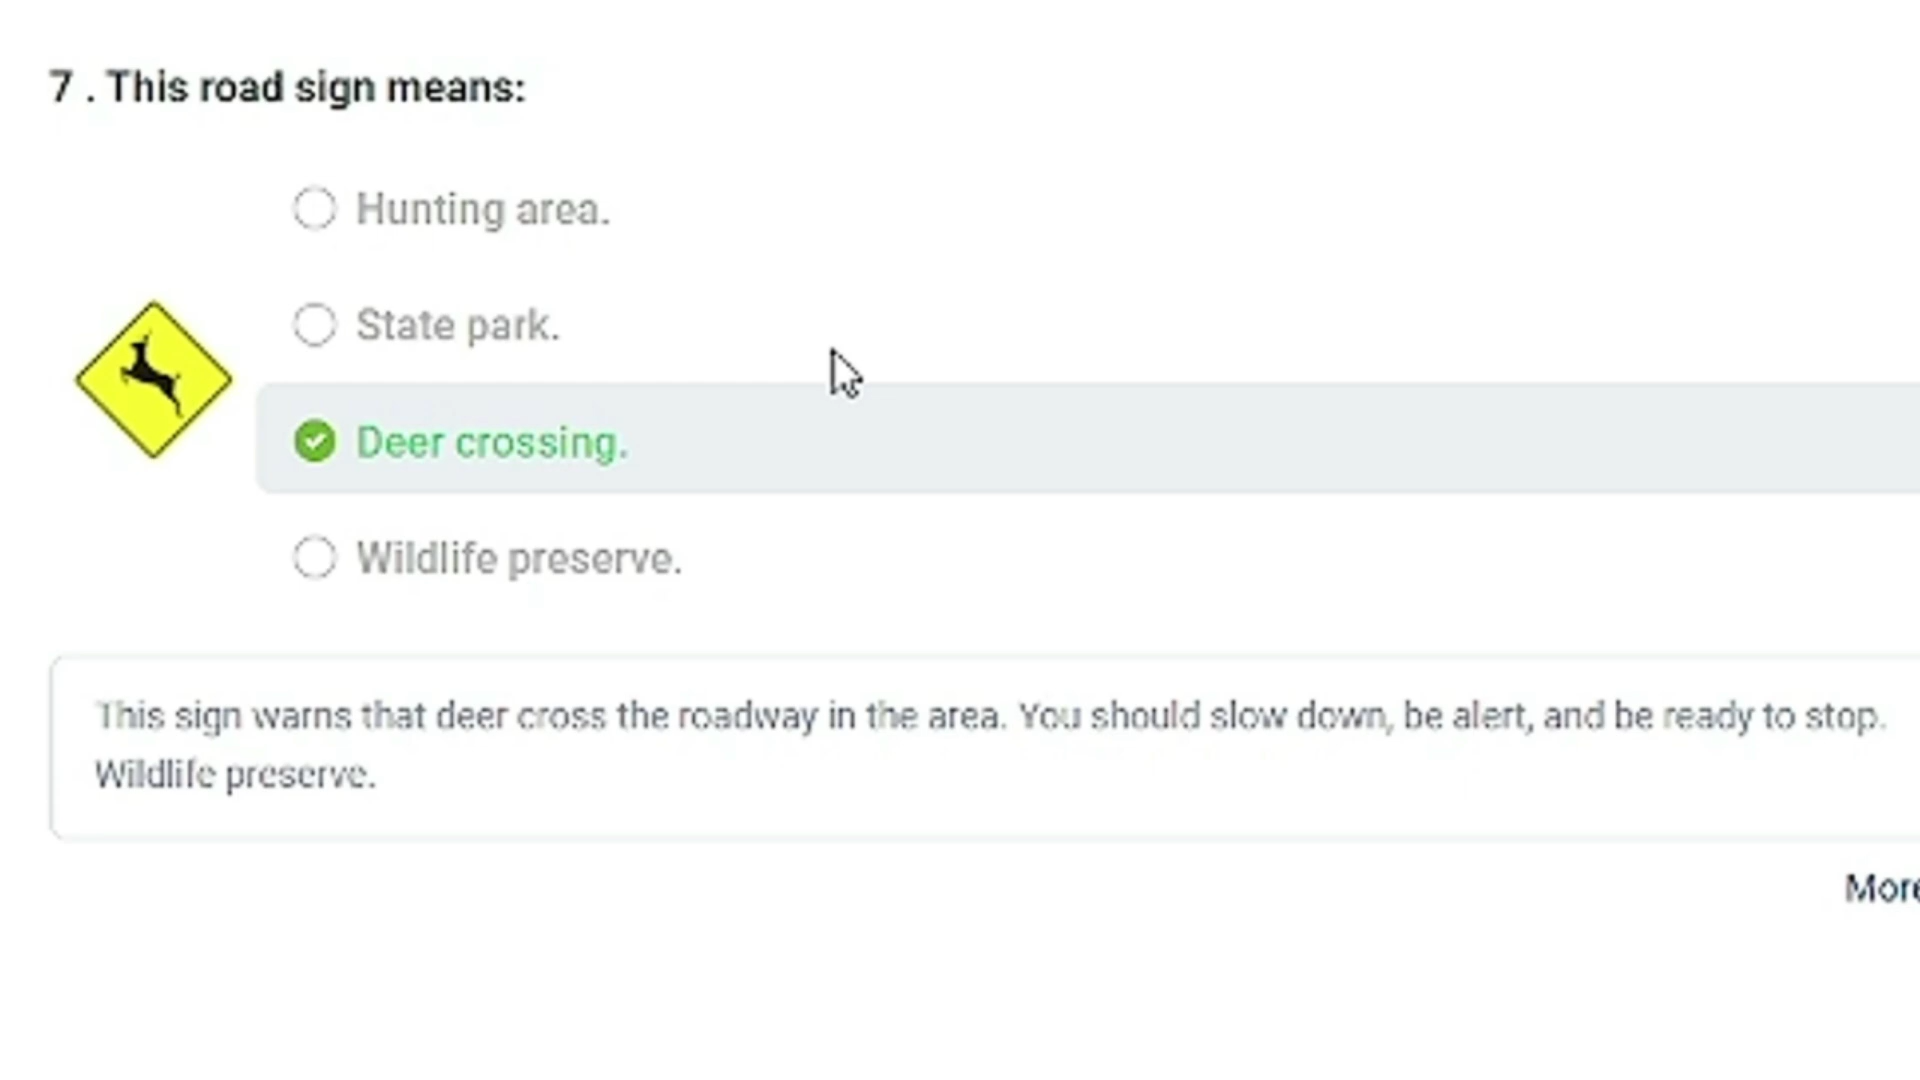 7 . This road sign means:
Hunting area.
State park.
Deer crossing.
Wildlife preserve.
This sign warns that deer cross the roadway in the area. You should slow down, be alert, and be ready to stop.
Wildlife preserve.
More